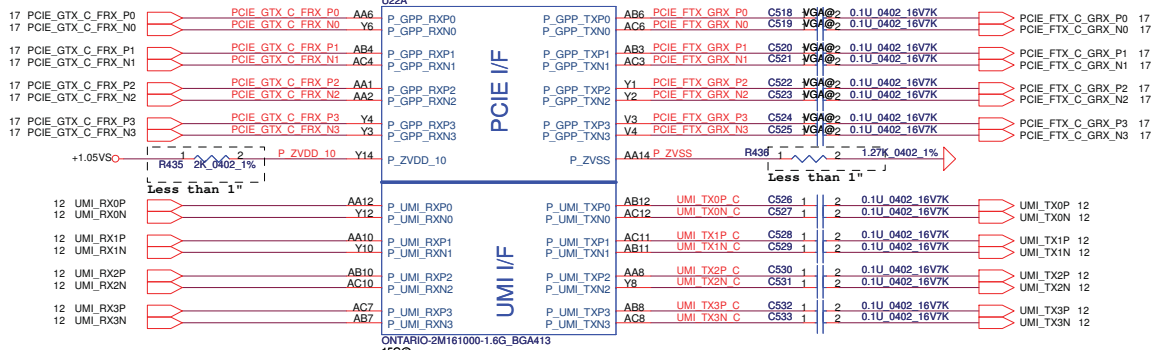 U22A
17 PCIE_GTX_C_FRX_P0 PCIE_GTX_C_FRX_P0 AA6 P_GPP_RXP0 P_GPP_TXP0 AB6 PCIE_FTX_GRX_P0 C518 1 VGA@ 2 0.1U_0402_16V7K PCIE_FTX_C_GRX_P0 17
17 PCIE_GTX_C_FRX_N0 PCIE_GTX_C_FRX_N0 Y6 P_GPP_RXN0 P_GPP_TXN0 AC6 PCIE_FTX_GRX_N0 C519 1 VGA@ 2 0.1U_0402_16V7K PCIE_FTX_C_GRX_N0 17
17 PCIE_GTX_C_FRX_P1 PCIE_GTX_C_FRX_P1 AB4 P_GPP_RXP1 P_GPP_TXP1 AB3 PCIE_FTX_GRX_P1 C520 1 VGA@ 2 0.1U_0402_16V7K PCIE_FTX_C_GRX_P1 17
17 PCIE_GTX_C_FRX_N1 PCIE_GTX_C_FRX_N1 AC4 P_GPP_RXN1 P_GPP_TXN1 AC3 PCIE_FTX_GRX_N1 C521 1 VGA@ 2 0.1U_0402_16V7K PCIE_FTX_C_GRX_N1 17
PCIE I/F
17 PCIE_GTX_C_FRX_P2 PCIE_GTX_C_FRX_P2 AA1 P_GPP_RXP2 P_GPP_TXP2 Y1 PCIE_FTX_GRX_P2 C522 1 VGA@ 2 0.1U_0402_16V7K PCIE_FTX_C_GRX_P2 17
17 PCIE_GTX_C_FRX_N2 PCIE_GTX_C_FRX_N2 AA2 P_GPP_RXN2 P_GPP_TXN2 Y2 PCIE_FTX_GRX_N2 C523 1 VGA@ 2 0.1U_0402_16V7K PCIE_FTX_C_GRX_N2 17
17 PCIE_GTX_C_FRX_P3 PCIE_GTX_C_FRX_P3 Y4 P_GPP_RXP3 P_GPP_TXP3 V3 PCIE_FTX_GRX_P3 C524 1 VGA@ 2 0.1U_0402_16V7K PCIE_FTX_C_GRX_P3 17
17 PCIE_GTX_C_FRX_N3 PCIE_GTX_C_FRX_N3 Y3 P_GPP_RXN3 P_GPP_TXN3 V4 PCIE_FTX_GRX_N3 C525 1 VGA@ 2 0.1U_0402_16V7K PCIE_FTX_C_GRX_N3 17
+1.05VS 1 2 P_ZVDD_10 Y14 P_ZVDD_10 P_ZVSS AA14 P_ZVSS R436 1 2 1.27K_0402_1%
R435 2K_0402_1%
Less than 1" Less than 1"
12 UMI_RX0P AA12 P_UMI_RXP0 P_UMI_TXP0 AB12 UMI_TX0P_C C526 1 2 0.1U_0402_16V7K UMI_TX0P 12
12 UMI_RX0N Y12 P_UMI_RXN0 P_UMI_TXN0 AC12 UMI_TX0N_C C527 1 2 0.1U_0402_16V7K UMI_TX0N 12
12 UMI_RX1P AA10 P_UMI_RXP1 P_UMI_TXP1 AC11 UMI_TX1P_C C528 1 2 0.1U_0402_16V7K UMI_TX1P 12
12 UMI_RX1N Y10 P_UMI_RXN1 P_UMI_TXN1 AB11 UMI_TX1N_C C529 1 2 0.1U_0402_16V7K UMI_TX1N 12
UMI I/F
12 UMI_RX2P AB10 P_UMI_RXP2 P_UMI_TXP2 AA8 UMI_TX2P_C C530 1 2 0.1U_0402_16V7K UMI_TX2P 12
12 UMI_RX2N AC10 P_UMI_RXN2 P_UMI_TXN2 Y8 UMI_TX2N_C C531 1 2 0.1U_0402_16V7K UMI_TX2N 12
12 UMI_RX3P AC7 P_UMI_RXP3 P_UMI_TXP3 AB8 UMI_TX3P_C C532 1 2 0.1U_0402_16V7K UMI_TX3P 12
12 UMI_RX3N AB7 P_UMI_RXN3 P_UMI_TXN3 AC8 UMI_TX3N_C C533 1 2 0.1U_0402_16V7K UMI_TX3N 12
ONTARIO-2M161000-1.6G_BGA413